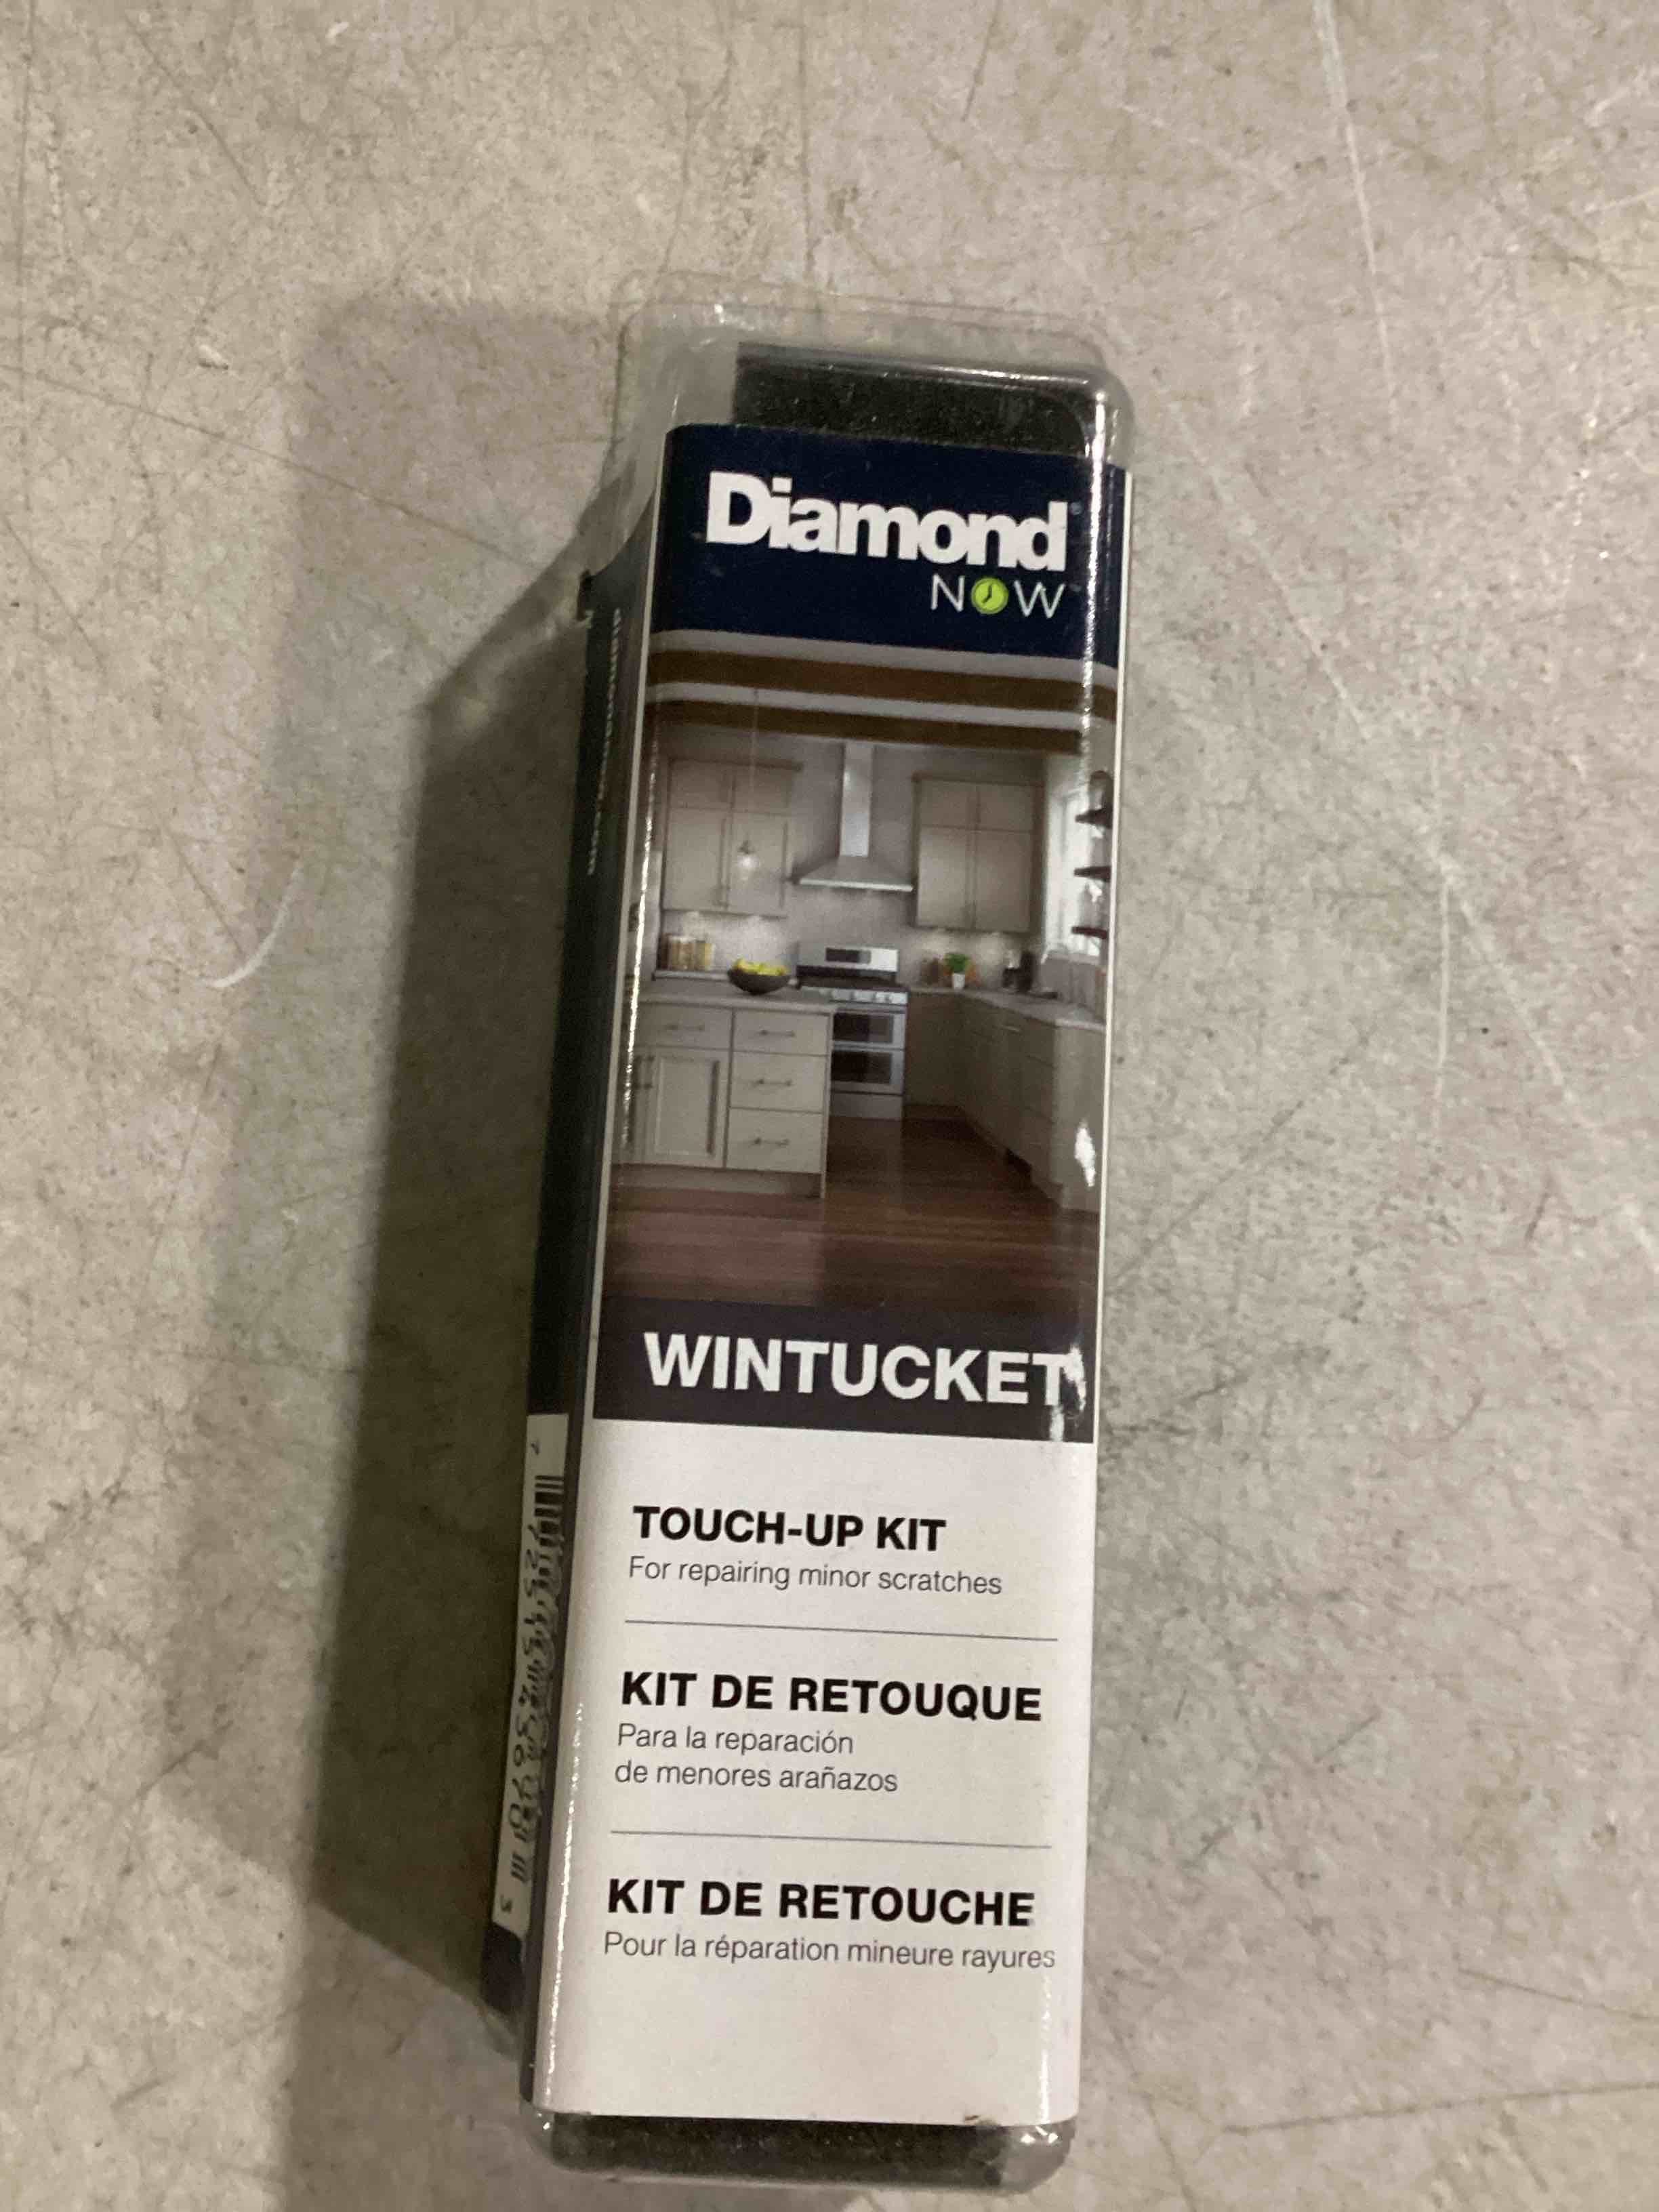 Diamond®
NOW
WINTUCKET
TOUCH-UP KIT
For repairing minor scratches
KIT DE RETOUQUE
Para la reparación
de menores arañazos
KIT DE RETOUCHE
Pour la réparation mineure rayures